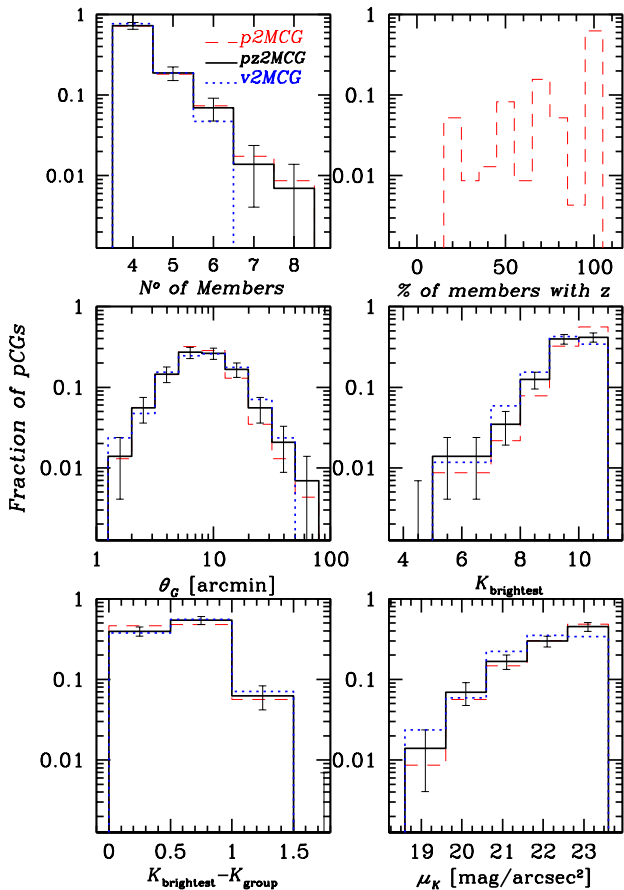 1
0.1
0.01
p2MCG
pz2MCG
v2MCG
4 5 6 7 8
Nº of Members
1
0.1
0.01
0 50 100
% of members with z
Fraction of pCGs
1
0.1
0.01
1 10 100
θG [arcmin]
1
0.1
0.01
4 6 8 10
Kbrightest
1
0.1
0.01
0 0.5 1 1.5
Kbrightest−Kgroup
1
0.1
0.01
19 20 21 22 23
μK [mag/arcsec²]